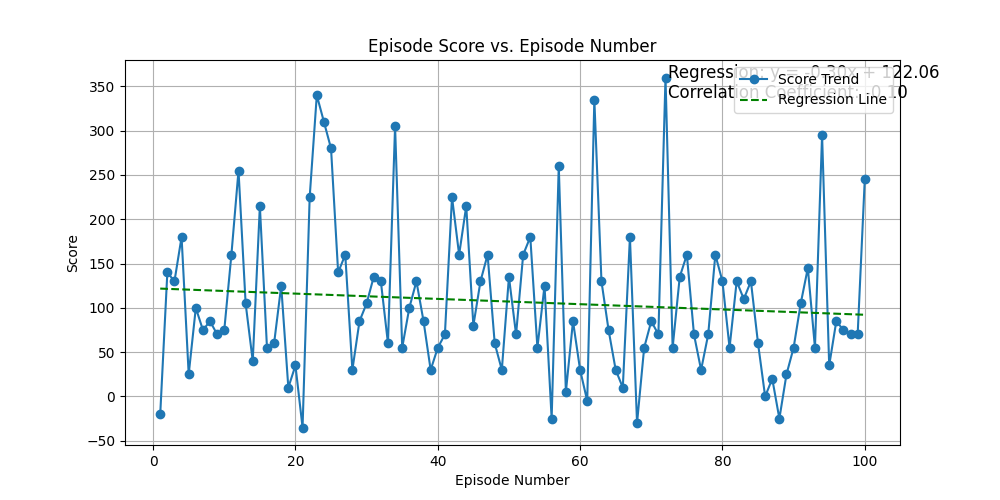 Episode Score vs. Episode Number
Regression: y = -0.30x + 122.06
Correlation Coefficient: -0.10
Score Trend
Regression Line
Score
350
300
250
200
150
100
50
0
−50
0 20 40 60 80 100
Episode Number